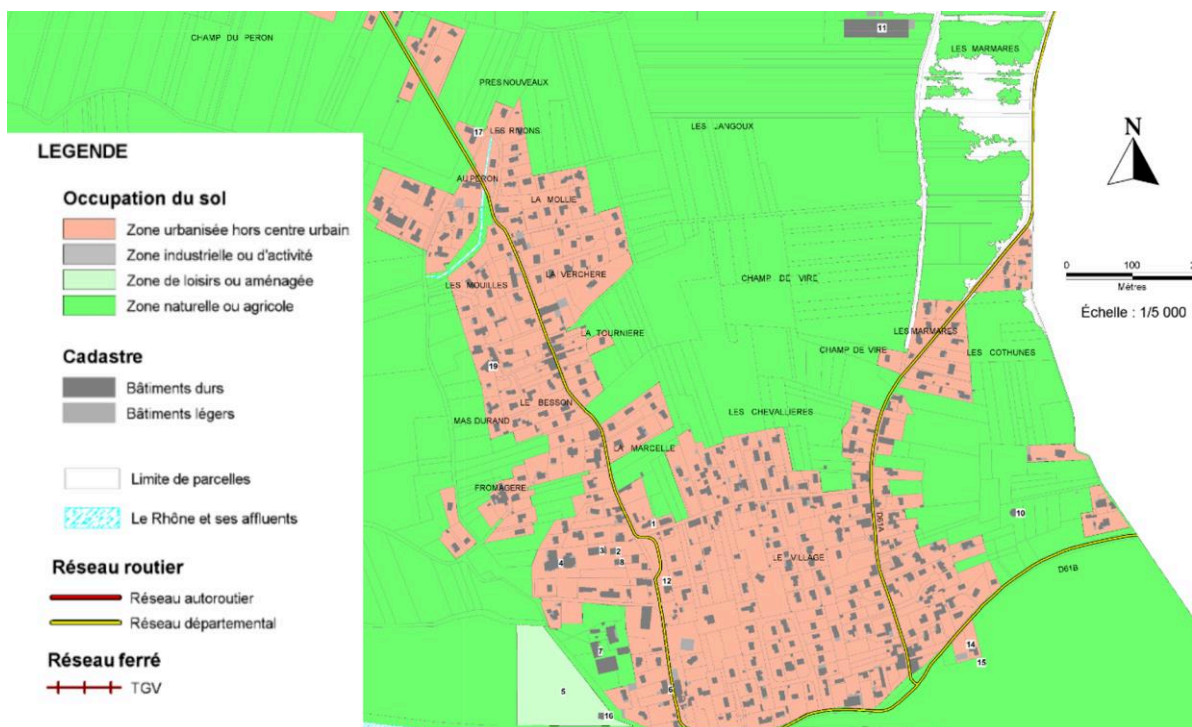 CHAMP DU PERON
11
LES MARMARES
PRES NOUVEAUX
LES LANGOUX
17
LES RIMONS
AU PERON
LA MOLLIE
LA VERCHERE
LES MOUILLES
CHAMP DE VIRE
LA TOURNIERE
LES MARMARES
CHAMP DE VIRE
LES COTHUNES
19
LE BESSON
MAS DURAND
LES CHEVALLIERES
LA MARCELLE
FROMAGERE
10
D61A
1
3
2
4
8
LE VILLAGE
12
D61B
7
14
15
6
5
16
N
0 100 2
Mètres
Échelle : 1/5 000
LEGENDE
Occupation du sol
Zone urbanisée hors centre urbain
Zone industrielle ou d'activité
Zone de loisirs ou aménagée
Zone naturelle ou agricole
Cadastre
Bâtiments durs
Bâtiments légers
Limite de parcelles
Le Rhône et ses affluents
Réseau routier
Réseau autoroutier
Réseau départemental
Réseau ferré
TGV